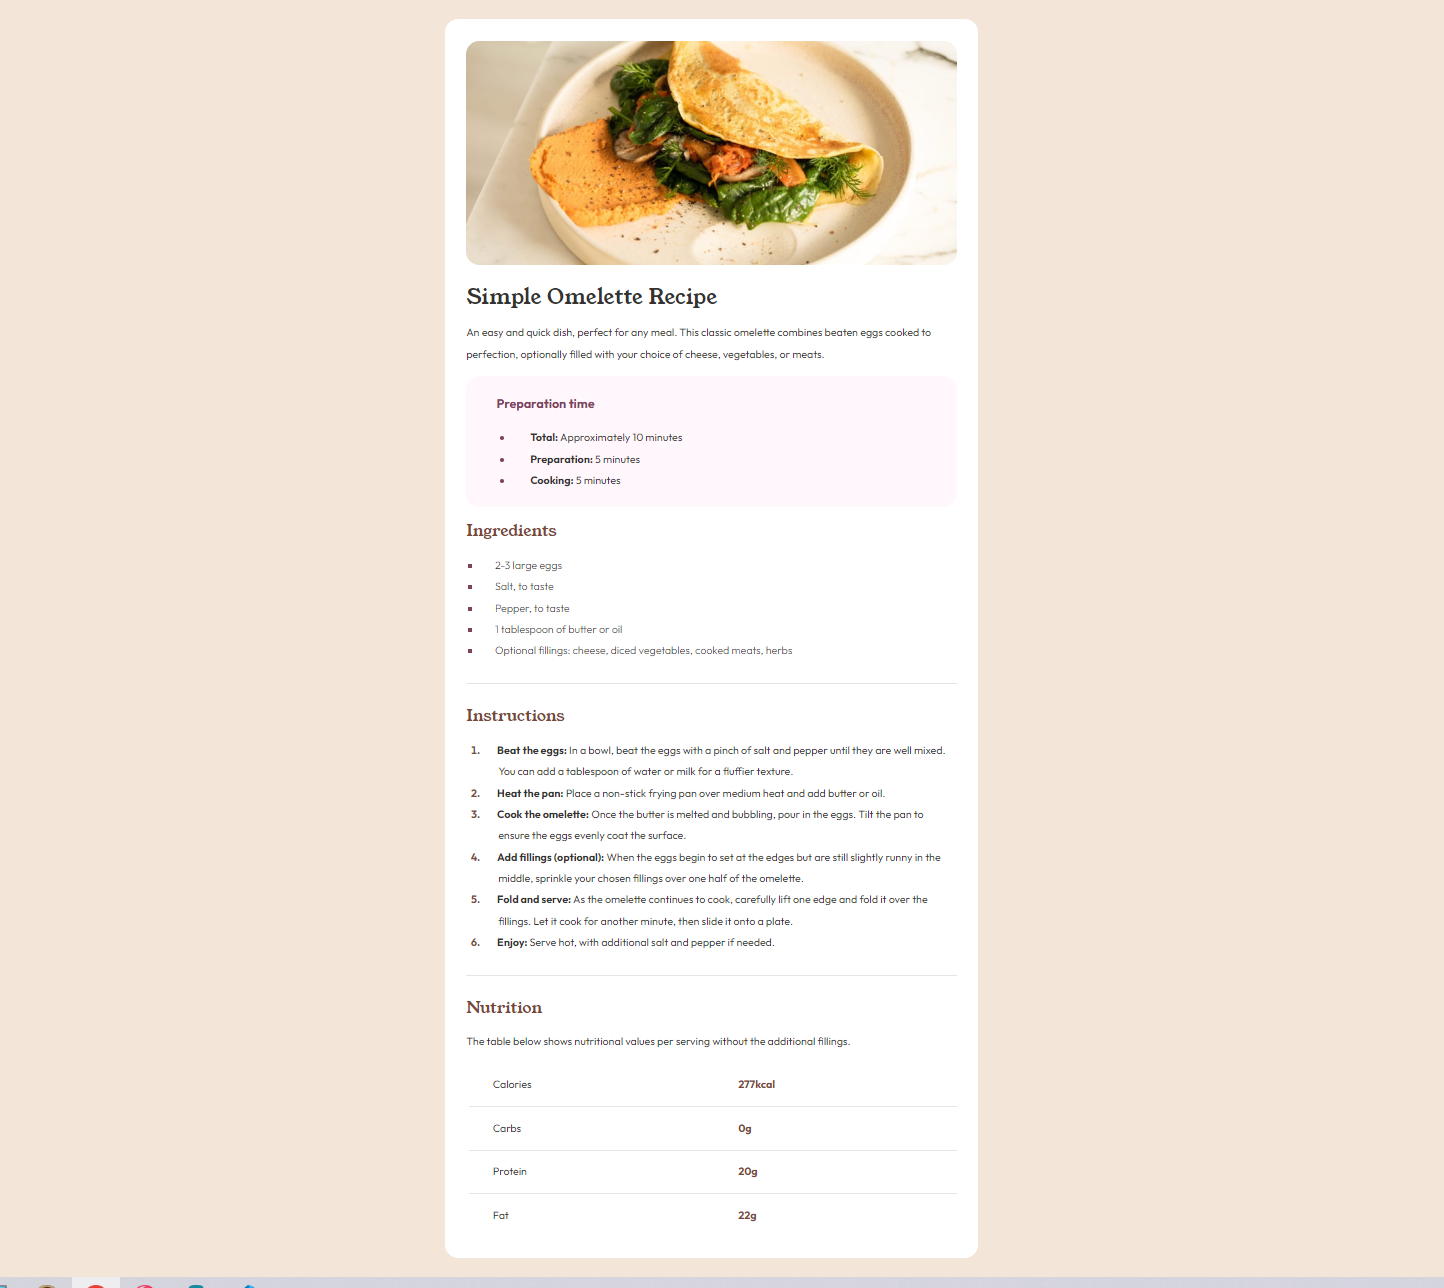 Simple Omelette Recipe
An easy and quick dish, perfect for any meal. This classic omelette combines beaten eggs cooked to
perfection, optionally filled with your choice of cheese, vegetables, or meats.
Preparation time
Total: Approximately 10 minutes
Preparation: 5 minutes
Cooking: 5 minutes
Ingredients
2-3 large eggs
Salt, to taste
Pepper, to taste
1 tablespoon of butter or oil
Optional fillings: cheese, diced vegetables, cooked meats, herbs
Instructions
1. Beat the eggs: In a bowl, beat the eggs with a pinch of salt and pepper until they are well mixed.
You can add a tablespoon of water or milk for a fluffier texture.
2. Heat the pan: Place a non-stick frying pan over medium heat and add butter or oil.
3. Cook the omelette: Once the butter is melted and bubbling, pour in the eggs. Tilt the pan to
ensure the eggs evenly coat the surface.
4. Add fillings (optional): When the eggs begin to set at the edges but are still slightly runny in the
middle, sprinkle your chosen fillings over one half of the omelette.
5. Fold and serve: As the omelette continues to cook, carefully lift one edge and fold it over the
fillings. Let it cook for another minute, then slide it onto a plate.
6. Enjoy: Serve hot, with additional salt and pepper if needed.
Nutrition
The table below shows nutritional values per serving without the additional fillings.
Calories 277kcal
Carbs 0g
Protein 20g
Fat 22g